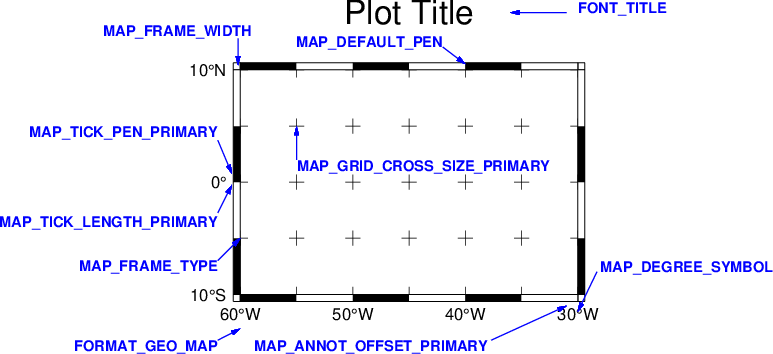 Plot Title
FONT_TITLE
MAP_FRAME_WIDTH
MAP_DEFAULT_PEN
10°N
MAP_TICK_PEN_PRIMARY
MAP_GRID_CROSS_SIZE_PRIMARY
0°
MAP_TICK_LENGTH_PRIMARY
MAP_FRAME_TYPE
MAP_DEGREE_SYMBOL
10°S
60°W 50°W 40°W 30°W
FORMAT_GEO_MAP
MAP_ANNOT_OFFSET_PRIMARY